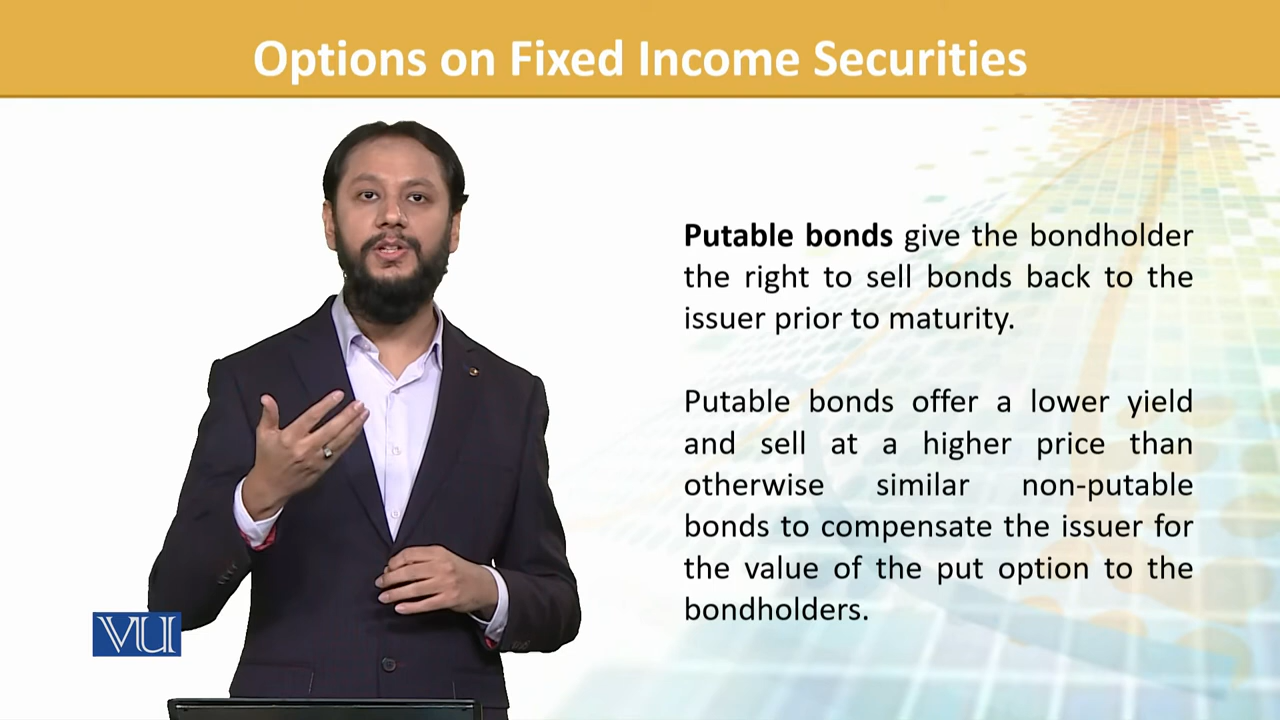 Options on Fixed Income Securities
Putable bonds give the bondholder
the right to sell bonds back to the
issuer prior to maturity.
Putable bonds offer a lower yield
and sell at a higher price than
otherwise similar non-putable
bonds to compensate the issuer for
the value of the put option to the
bondholders.
VU